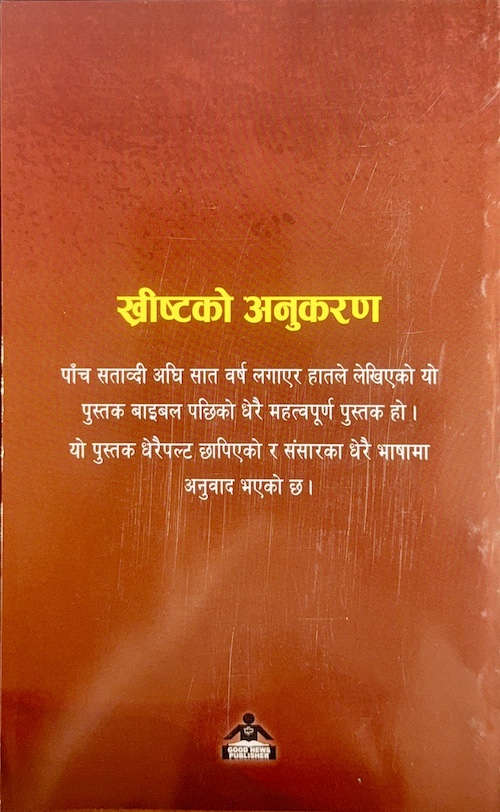 ख्रीष्टको अनुकरण
पाँच सताव्दी अघि सात वर्ष लगाएर हातले लेखिएको यो
पुस्तक बाइबल पछिको धेरै महत्वपूर्ण पुस्तक हो।
यो पुस्तक धेरैपल्ट छापिएको र संसारका धेरै भाषामा
अनुवाद भएको छ।
GOOD NEWS
PUBLISHER